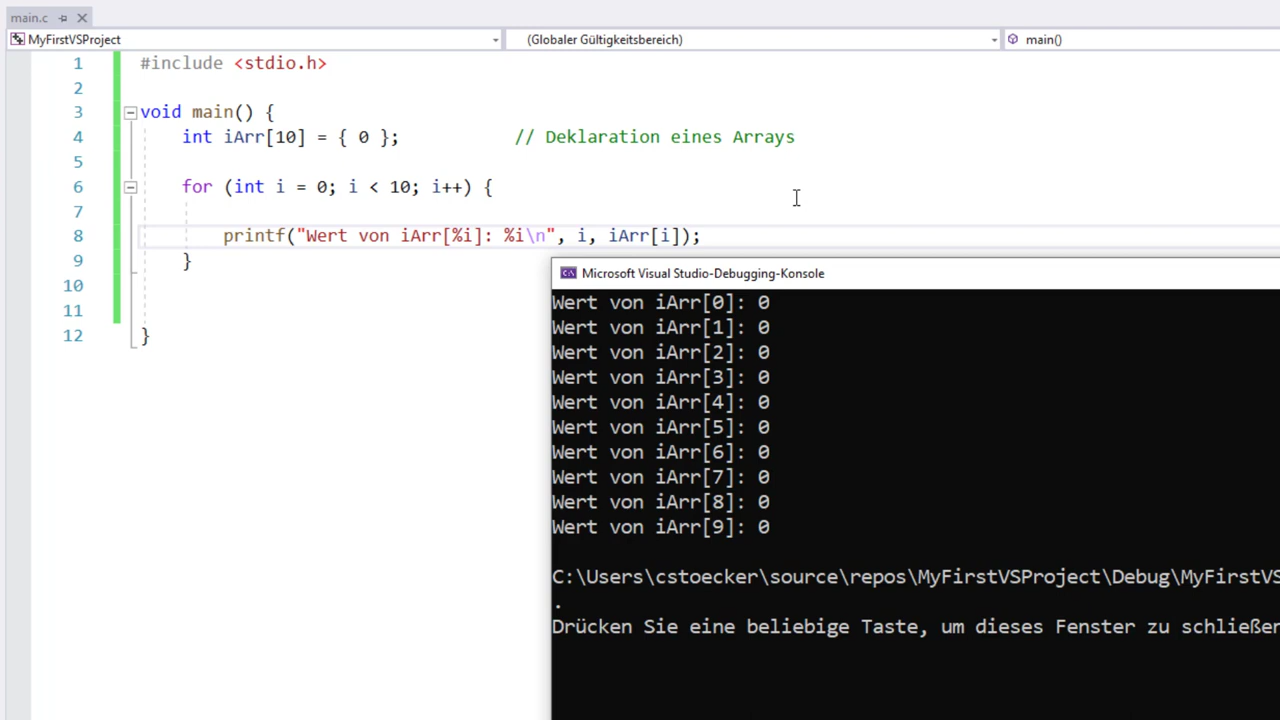 main.c
MyFirstVSProject (Globaler Gültigkeitsbereich) main()
1 #include <stdio.h>
2
3 void main() {
4 int iArr[10] = { 0 }; // Deklaration eines Arrays
5
6 for (int i = 0; i < 10; i++) {
7
8 printf("Wert von iArr[%i]: %i\n", i, iArr[i]);
9 }
10
11
12 }
Microsoft Visual Studio-Debugging-Konsole
Wert von iArr[0]: 0
Wert von iArr[1]: 0
Wert von iArr[2]: 0
Wert von iArr[3]: 0
Wert von iArr[4]: 0
Wert von iArr[5]: 0
Wert von iArr[6]: 0
Wert von iArr[7]: 0
Wert von iArr[8]: 0
Wert von iArr[9]: 0
C:\Users\cstoecker\source\repos\MyFirstVSProject\Debug\MyFirstVS
.
Drücken Sie eine beliebige Taste, um dieses Fenster zu schließen